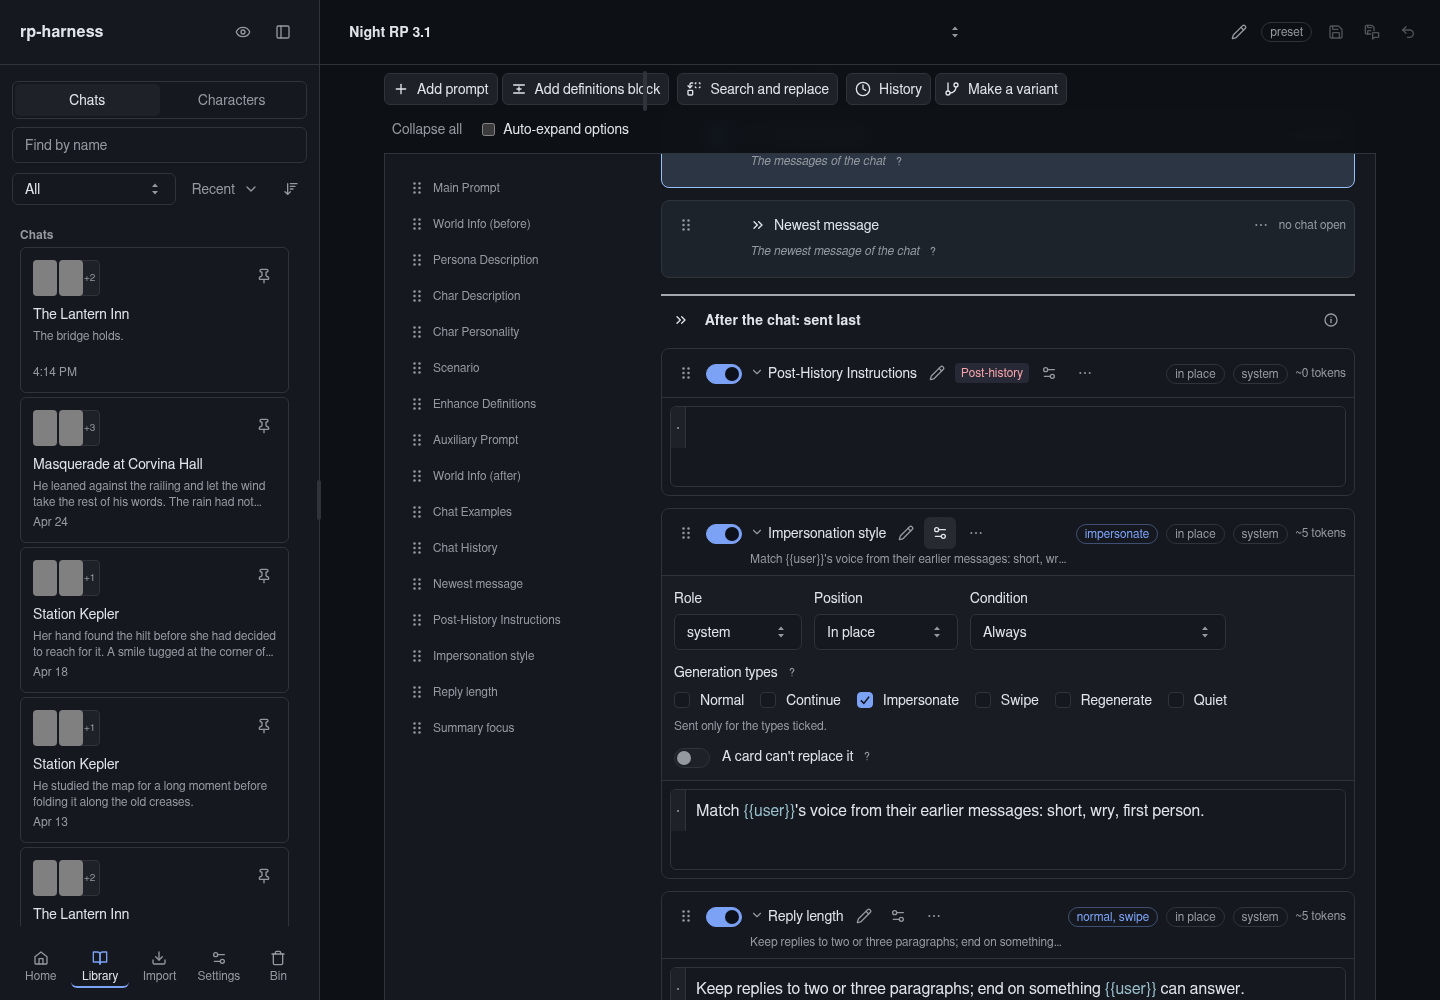 rp-harness
Chats
Characters
Find by name
All
Recent
Chats
+2
The Lantern Inn
The bridge holds.
4:14 PM
+3
Masquerade at Corvina Hall
He leaned against the railing and let the wind
take the rest of his words. The rain had not…
Apr 24
+1
Station Kepler
Her hand found the hilt before she had decided
to reach for it. A smile tugged at the corner of…
Apr 18
+1
Station Kepler
He studied the map for a long moment before
folding it along the old creases.
Apr 13
+2
The Lantern Inn
Home
Library
Import
Settings
Bin
Night RP 3.1
preset
Add prompt
Add definitions block
Search and replace
History
Make a variant
Collapse all
Auto-expand options
Main Prompt
World Info (before)
Persona Description
Char Description
Char Personality
Scenario
Enhance Definitions
Auxiliary Prompt
World Info (after)
Chat Examples
Chat History
Newest message
Post-History Instructions
Impersonation style
Reply length
Summary focus
The messages of the chat ?
Newest message
no chat open
The newest message of the chat ?
After the chat: sent last
Post-History Instructions
Post-history
in place
system
~0 tokens
Impersonation style
impersonate
in place
system
~5 tokens
Match {{user}}'s voice from their earlier messages: short, wr…
Role
Position
Condition
system
In place
Always
Generation types ?
Normal
Continue
Impersonate
Swipe
Regenerate
Quiet
Sent only for the types ticked.
A card can't replace it ?
Match {{user}}'s voice from their earlier messages: short, wry, first person.
Reply length
normal, swipe
in place
system
~5 tokens
Keep replies to two or three paragraphs; end on something…
Keep replies to two or three paragraphs; end on something {{user}} can answer.